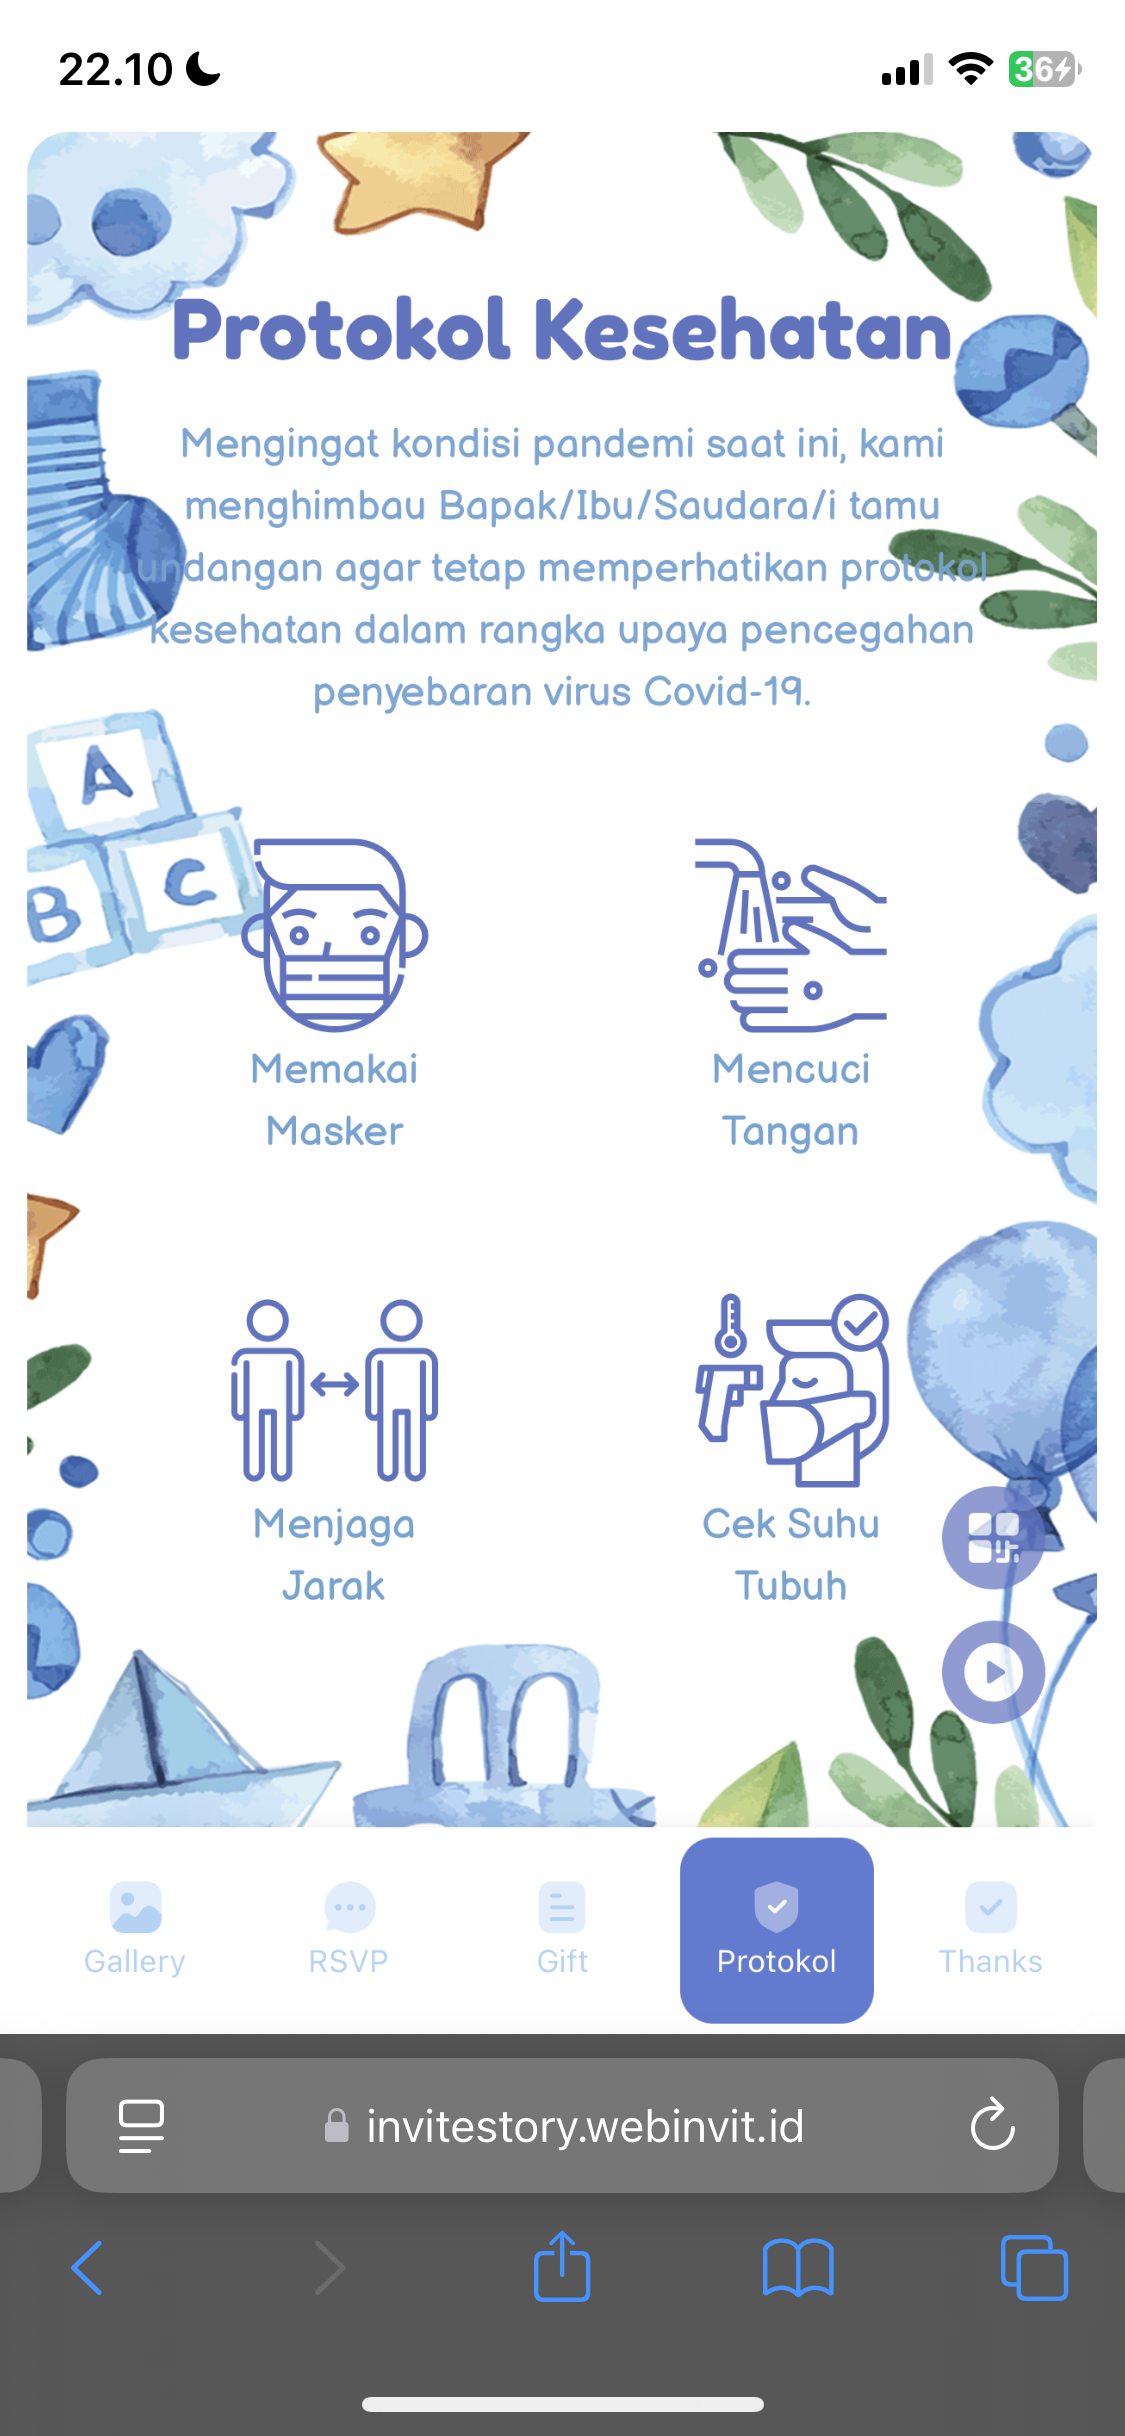 22.10
36
Protokol Kesehatan
Mengingat kondisi pandemi saat ini, kami
menghimbau Bapak/Ibu/Saudara/i tamu
undangan agar tetap memperhatikan protokol
kesehatan dalam rangka upaya pencegahan
penyebaran virus Covid-19.
A
B C
Memakai
Masker
Mencuci
Tangan
Menjaga
Jarak
Cek Suhu
Tubuh
Gallery
RSVP
Gift
Protokol
Thanks
invitestory.webinvit.id